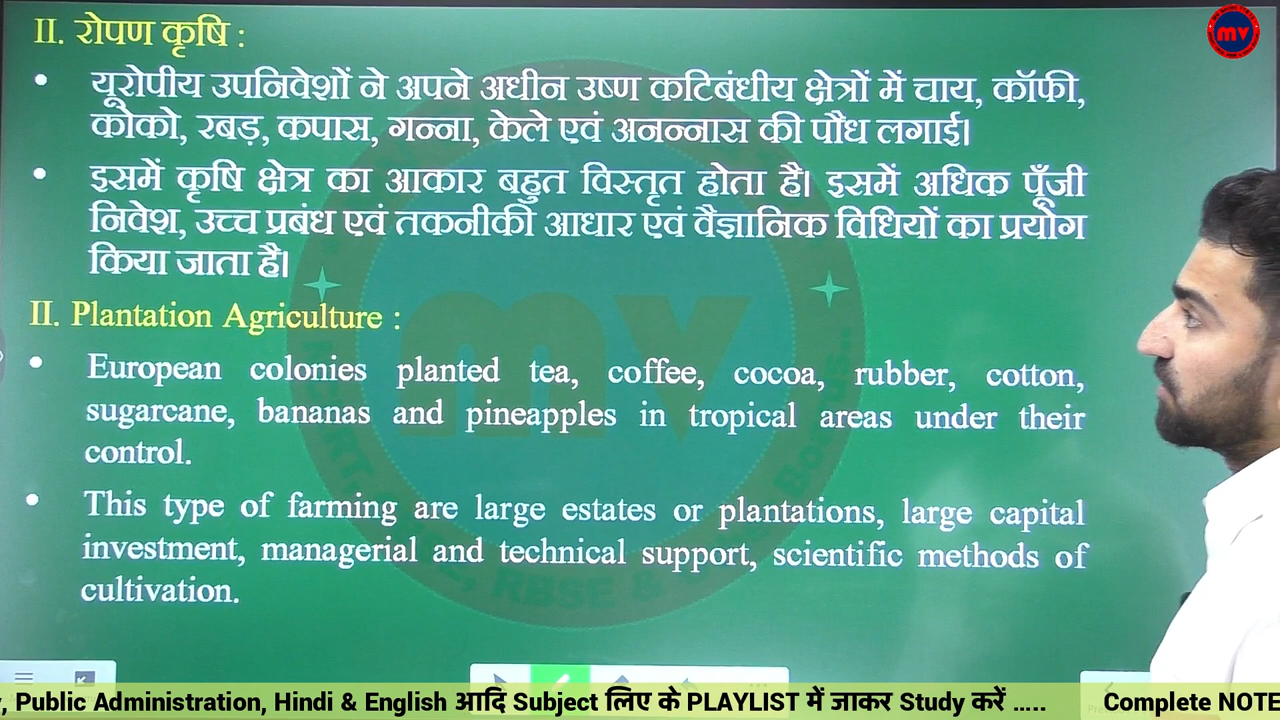 II. रोपण कृषि :
• यूरोपीय उपनिवेशों ने अपने अधीन उष्ण कटिबंधीय क्षेत्रों में चाय, कॉफी,
कोको, रबड़, कपास, गन्ना, केले एवं अनन्नास की पौध लगाई।
• इसमें कृषि क्षेत्र का आकार बहुत विस्तृत होता है। इसमें अधिक पूँजी
निवेश, उच्च प्रबंध एवं तकनीकी आधार एवं वैज्ञानिक विधियों का प्रयोग
किया जाता है।
II. Plantation Agriculture :
• European colonies planted tea, coffee, cocoa, rubber, cotton,
sugarcane, bananas and pineapples in tropical areas under their
control.
• This type of farming are large estates or plantations, large capital
investment, managerial and technical support, scientific methods of
cultivation.
mv
mv
RBSE &
, Public Administration, Hindi & English आदि Subject लिए के PLAYLIST में जाकर Study करें ..... Complete NOTE